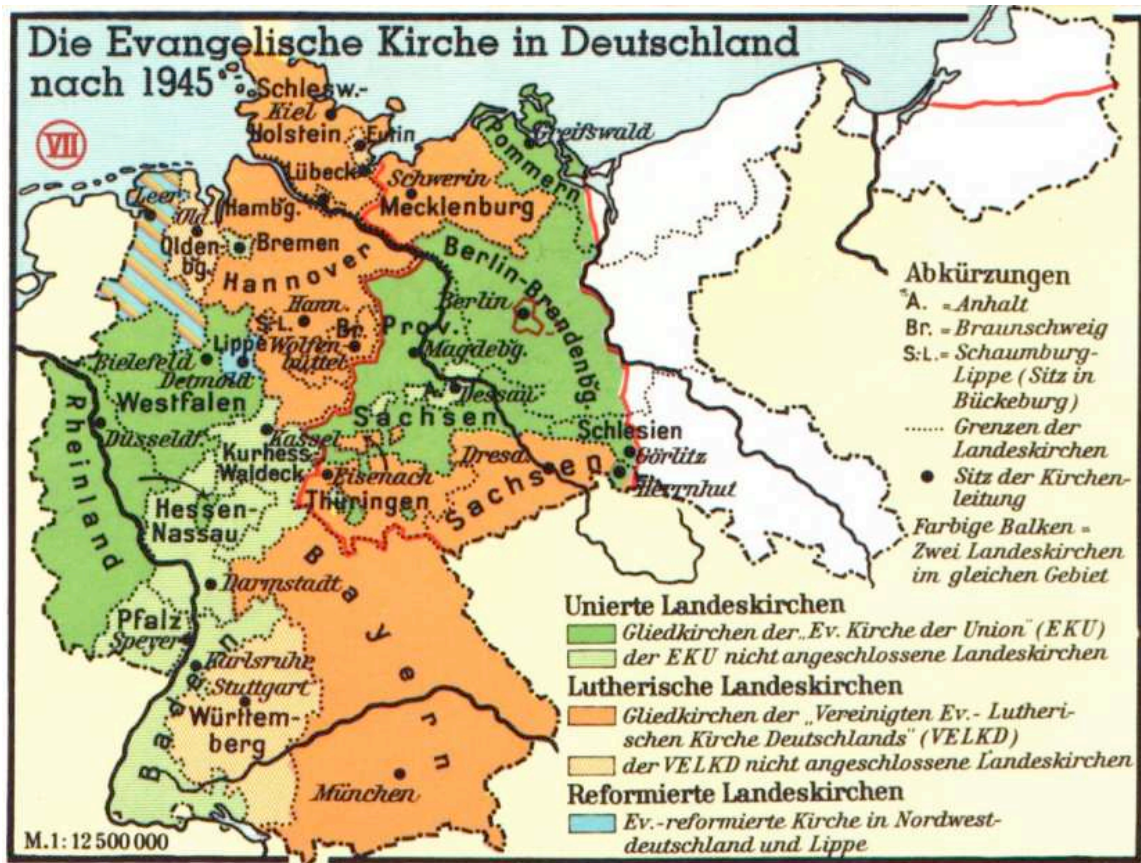 Die Evangelische Kirche in Deutschland
nach 1945
VII
Schlesw.-
Kiel
Holstein
Eutin
Lübeck
Hambg.
Schwerin
Mecklenburg
Greifswald
Pommern
Leer
Old.
Oldenbg.
Bremen
Hannover
Hann.
S.-L.
Br.
Wolfenbüttel
Lippe
Bielefeld
Detmold
Westfalen
Rheinland
Düsseldf.
Berlin-Brandenbg.
Berlin
Prov.
Magdebg.
A.
Dessau
Sachsen
Kassel
Kurhess.-
Waldeck
Eisenach
Thüringen
Dresd.
Sachsen
Schlesien
Görlitz
Herrnhut
Hessen-
Nassau
Darmstadt
Pfalz
Speyer
Baden
Karlsruhe
Stuttgart
Württem-
berg
Bayern
München
M.1:12 500 000
Abkürzungen
A. = Anhalt
Br. = Braunschweig
S.-L. = Schaumburg-
Lippe (Sitz in
Bückeburg)
Grenzen der
Landeskirchen
Sitz der Kirchen-
leitung
Farbige Balken =
Zwei Landeskirchen
im gleichen Gebiet
Unierte Landeskirchen
Gliedkirchen der „Ev. Kirche der Union" (EKU)
der EKU nicht angeschlossene Landeskirchen
Lutherische Landeskirchen
Gliedkirchen der „Vereinigten Ev.-Lutheri-
schen Kirche Deutschlands" (VELKD)
der VELKD nicht angeschlossene Landeskirchen
Reformierte Landeskirchen
Ev.-reformierte Kirche in Nordwest-
deutschland und Lippe